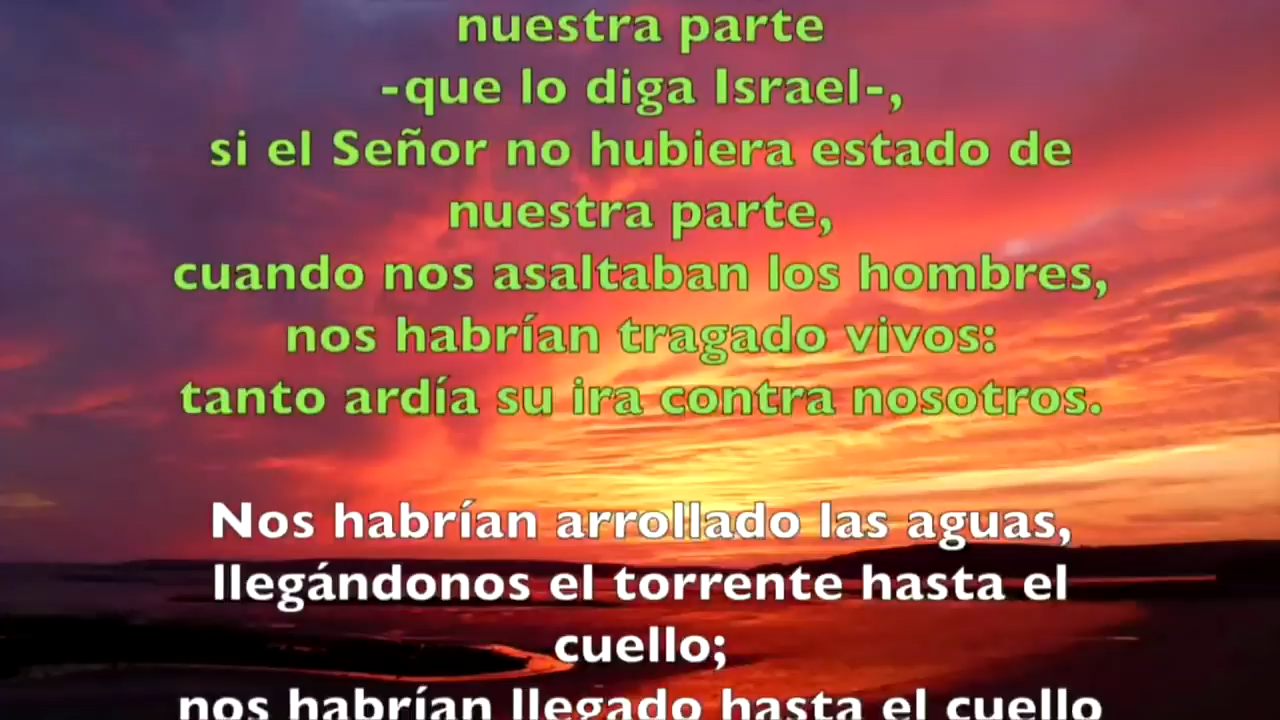 nuestra parte
-que lo diga Israel-,
si el Señor no hubiera estado de
nuestra parte,
cuando nos asaltaban los hombres,
nos habrían tragado vivos:
tanto ardía su ira contra nosotros.
Nos habrían arrollado las aguas,
llegándonos el torrente hasta el
cuello;
nos habrían llegado hasta el cuello